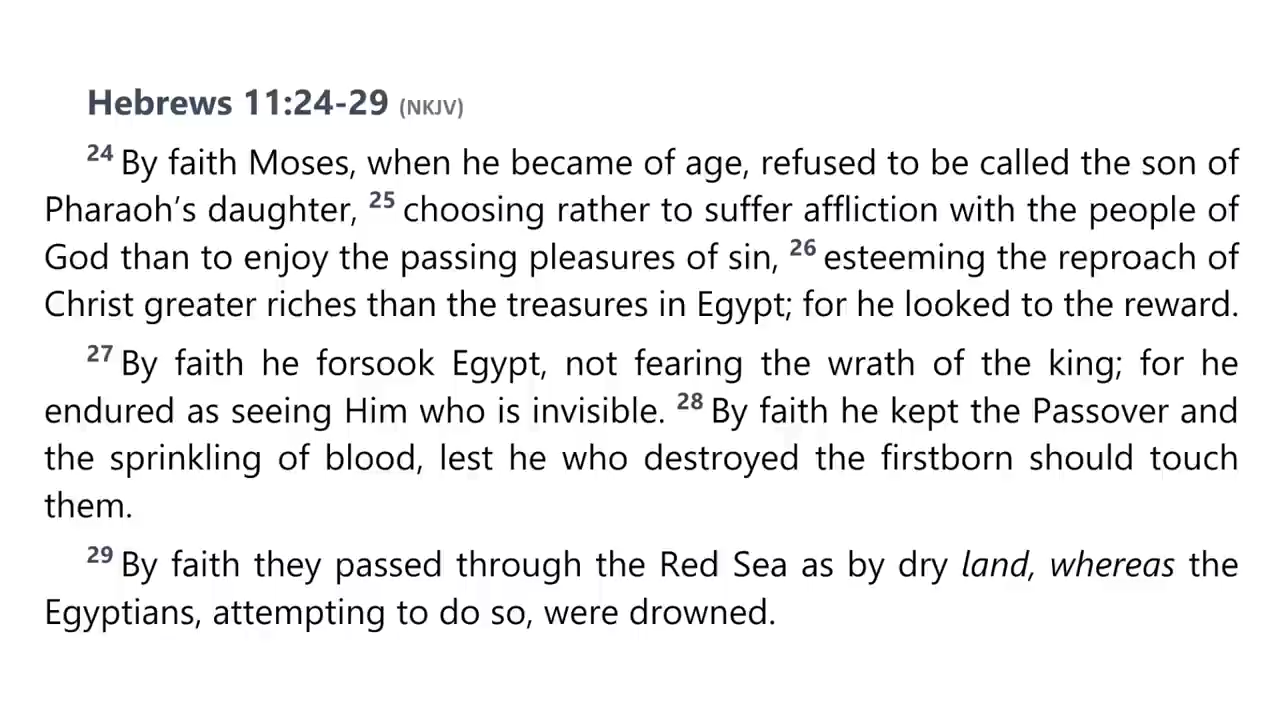 Hebrews 11:24-29 (NKJV)
24 By faith Moses, when he became of age, refused to be called the son of
Pharaoh’s daughter, 25 choosing rather to suffer affliction with the people of
God than to enjoy the passing pleasures of sin, 26 esteeming the reproach of
Christ greater riches than the treasures in Egypt; for he looked to the reward.
27 By faith he forsook Egypt, not fearing the wrath of the king; for he
endured as seeing Him who is invisible. 28 By faith he kept the Passover and
the sprinkling of blood, lest he who destroyed the firstborn should touch
them.
29 By faith they passed through the Red Sea as by dry land, whereas the
Egyptians, attempting to do so, were drowned.